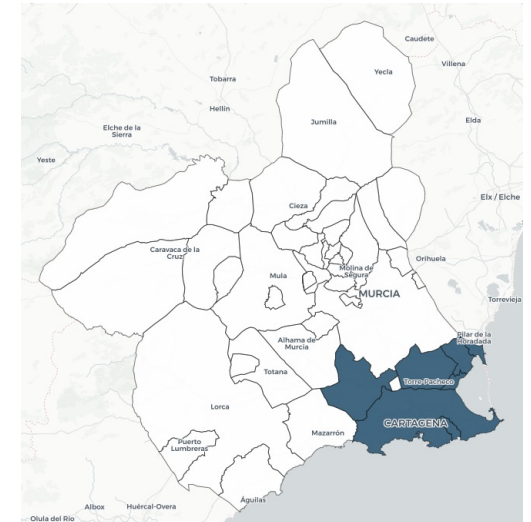 Caudete
Villena
Yecla
Tobarra
Hellín
Jumilla
Elda
Elche de la
Sierra
Yeste
Elx / Elche
Cieza
Caravaca de la
Cruz
Orihuela
Mula
Molina de
Segura
MURCIA
Torrevieja
Pilar de la
Horadada
Alhama de
Murcia
Totana
Torre-Pacheco
Lorca
CARTAGENA
Mazarrón
Puerto
Lumbreras
Águilas
Albox
Huércal-Overa
Olula del Río